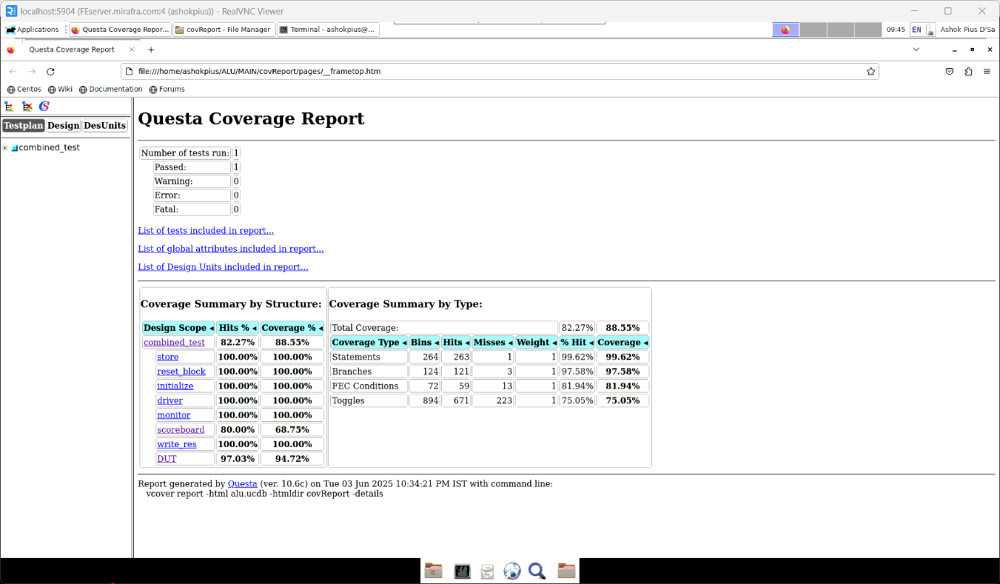 localhost:5904 (FEserver.mirafra.com:4 (ashokpius)) - RealVNC Viewer
Applications Questa Coverage Repor... covReport - File Manager Terminal - ashokpius@... 09:45 EN Ashok Pius D'Sa
Questa Coverage Report
file:///home/ashokpius/ALU/MAIN/covReport/pages/__frametop.htm
Centos Wiki Documentation Forums
Testplan Design DesUnits
combined_test
Questa Coverage Report
Number of tests run: 1
Passed: 1
Warning: 0
Error: 0
Fatal: 0
List of tests included in report...
List of global attributes included in report...
List of Design Units included in report...
Coverage Summary by Structure:
Design Scope Hits % Coverage %
combined_test 82.27% 88.55%
store 100.00% 100.00%
reset_block 100.00% 100.00%
initialize 100.00% 100.00%
driver 100.00% 100.00%
monitor 100.00% 100.00%
scoreboard 80.00% 68.75%
write_res 100.00% 100.00%
DUT 97.03% 94.72%
Coverage Summary by Type:
Total Coverage: 82.27% 88.55%
Coverage Type Bins Hits Misses Weight % Hit Coverage
Statements 264 263 1 1 99.62% 99.62%
Branches 124 121 3 1 97.58% 97.58%
FEC Conditions 72 59 13 1 81.94% 81.94%
Toggles 894 671 223 1 75.05% 75.05%
Report generated by Questa (ver. 10.6c) on Tue 03 Jun 2025 10:34:21 PM IST with command line:
vcover report -html alu.ucdb -htmldir covReport -details